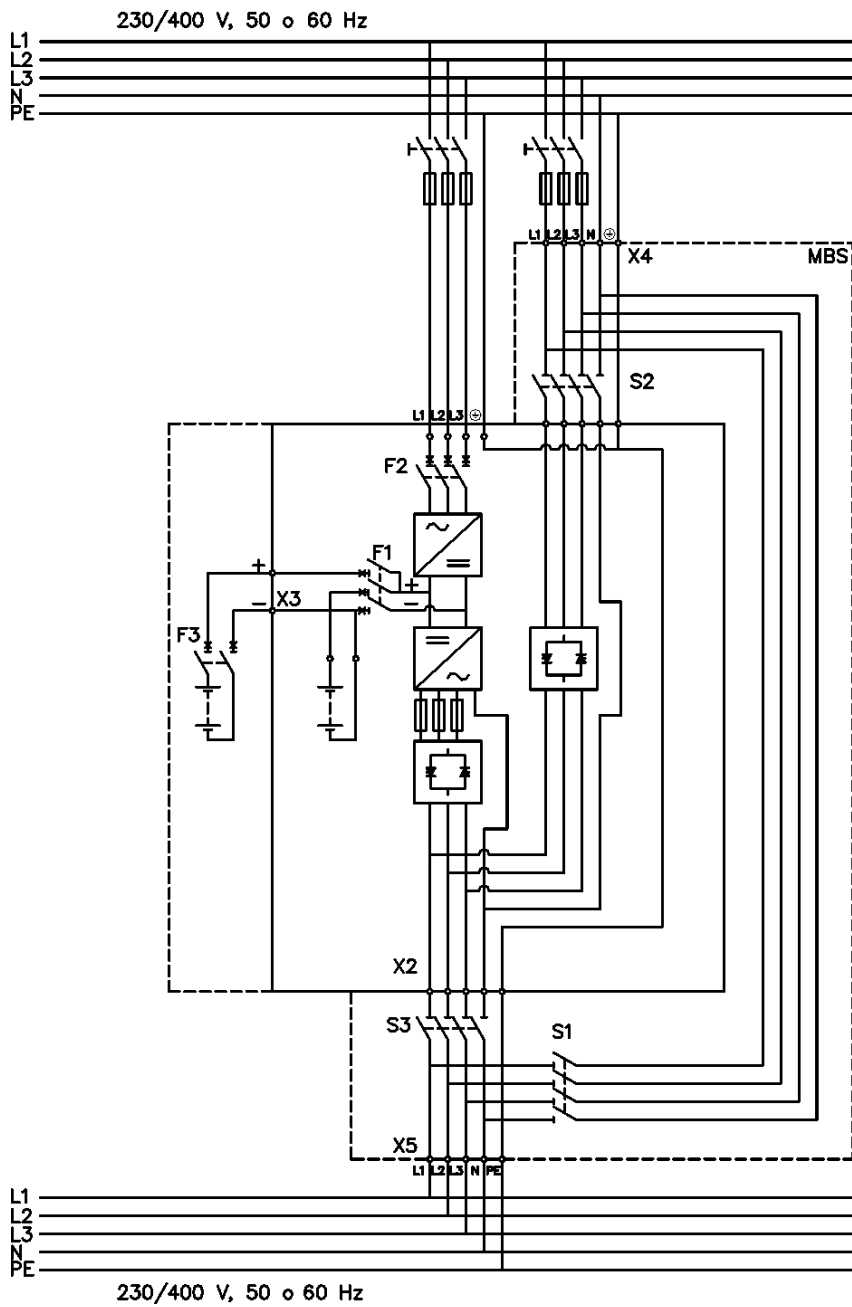 230/400 V, 50 o 60 Hz
L1
L2
L3
N
PE
L1 L2 L3 N
X4 MBS
S2
L1 L2 L3
F2
F1
+
+
−
−
X3
F3
X2
S3
S1
X5
L1 L2 L3 N PE
L1
L2
L3
N
PE
230/400 V, 50 o 60 Hz